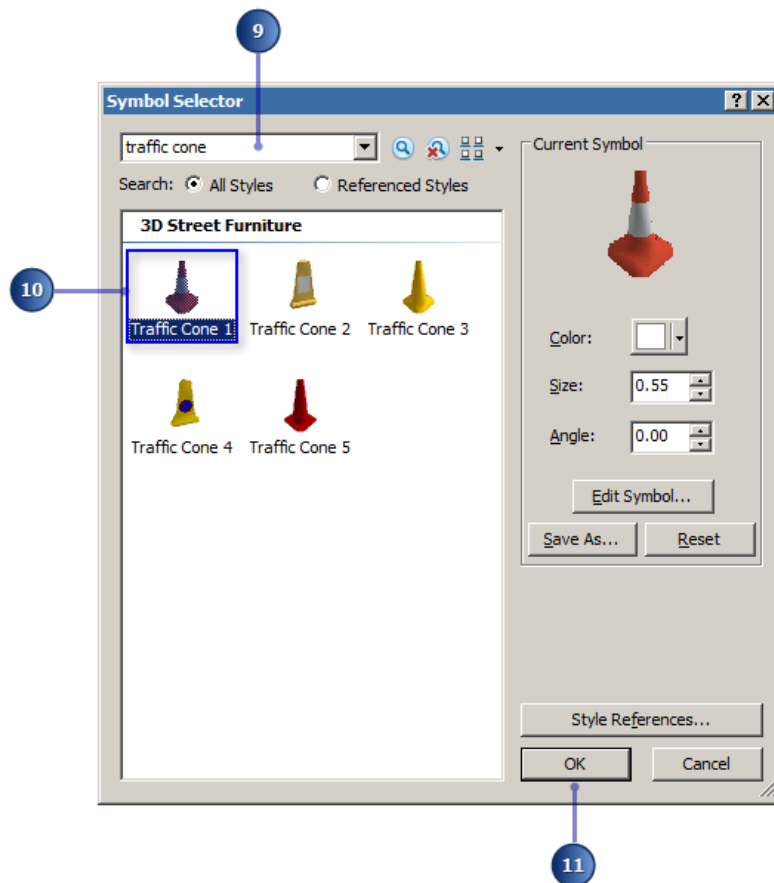 9
Symbol Selector
?
traffic cone
Current Symbol
Search: All Styles Referenced Styles
3D Street Furniture
10
Traffic Cone 1 Traffic Cone 2 Traffic Cone 3
Traffic Cone 4 Traffic Cone 5
Color:
Size: 0.55
Angle: 0.00
Edit Symbol...
Save As... Reset
Style References...
OK Cancel
11